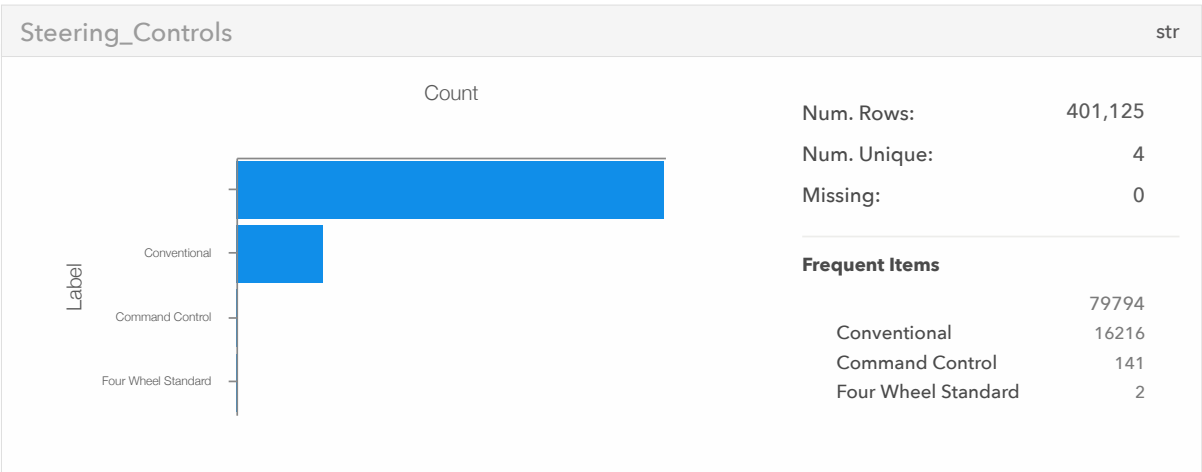 Steering_Controls str
Count
Label
Conventional
Command Control
Four Wheel Standard
Num. Rows: 401,125
Num. Unique: 4
Missing: 0
Frequent Items
79794
Conventional 16216
Command Control 141
Four Wheel Standard 2